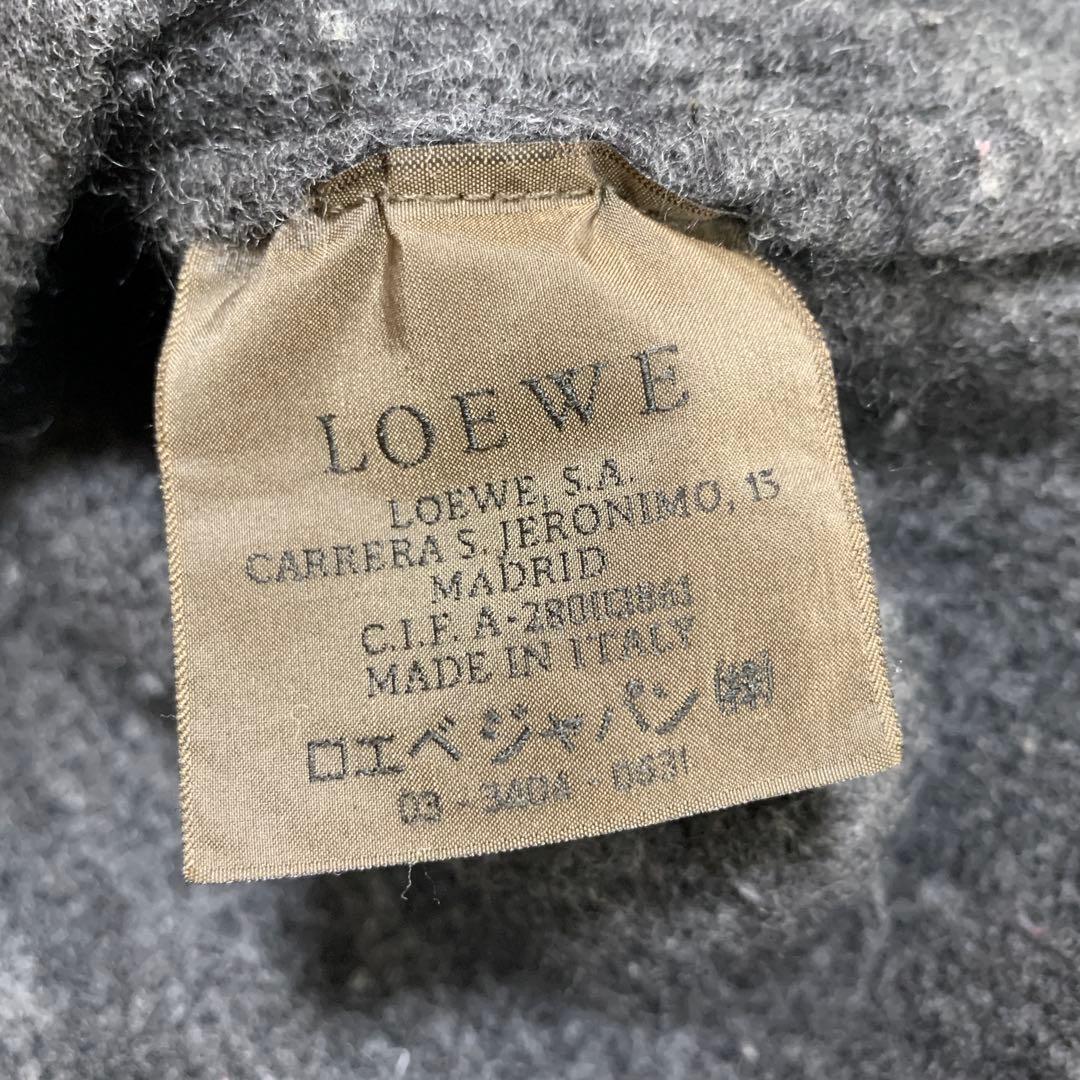 LOEWE
LOEWE, S.A.
CARRERA S. JERONIMO, 15
MADRID
C.I.F. A-28003861
MADE IN ITALY
ロエベ ジャパン ㈱
03 - 3404 - 0631